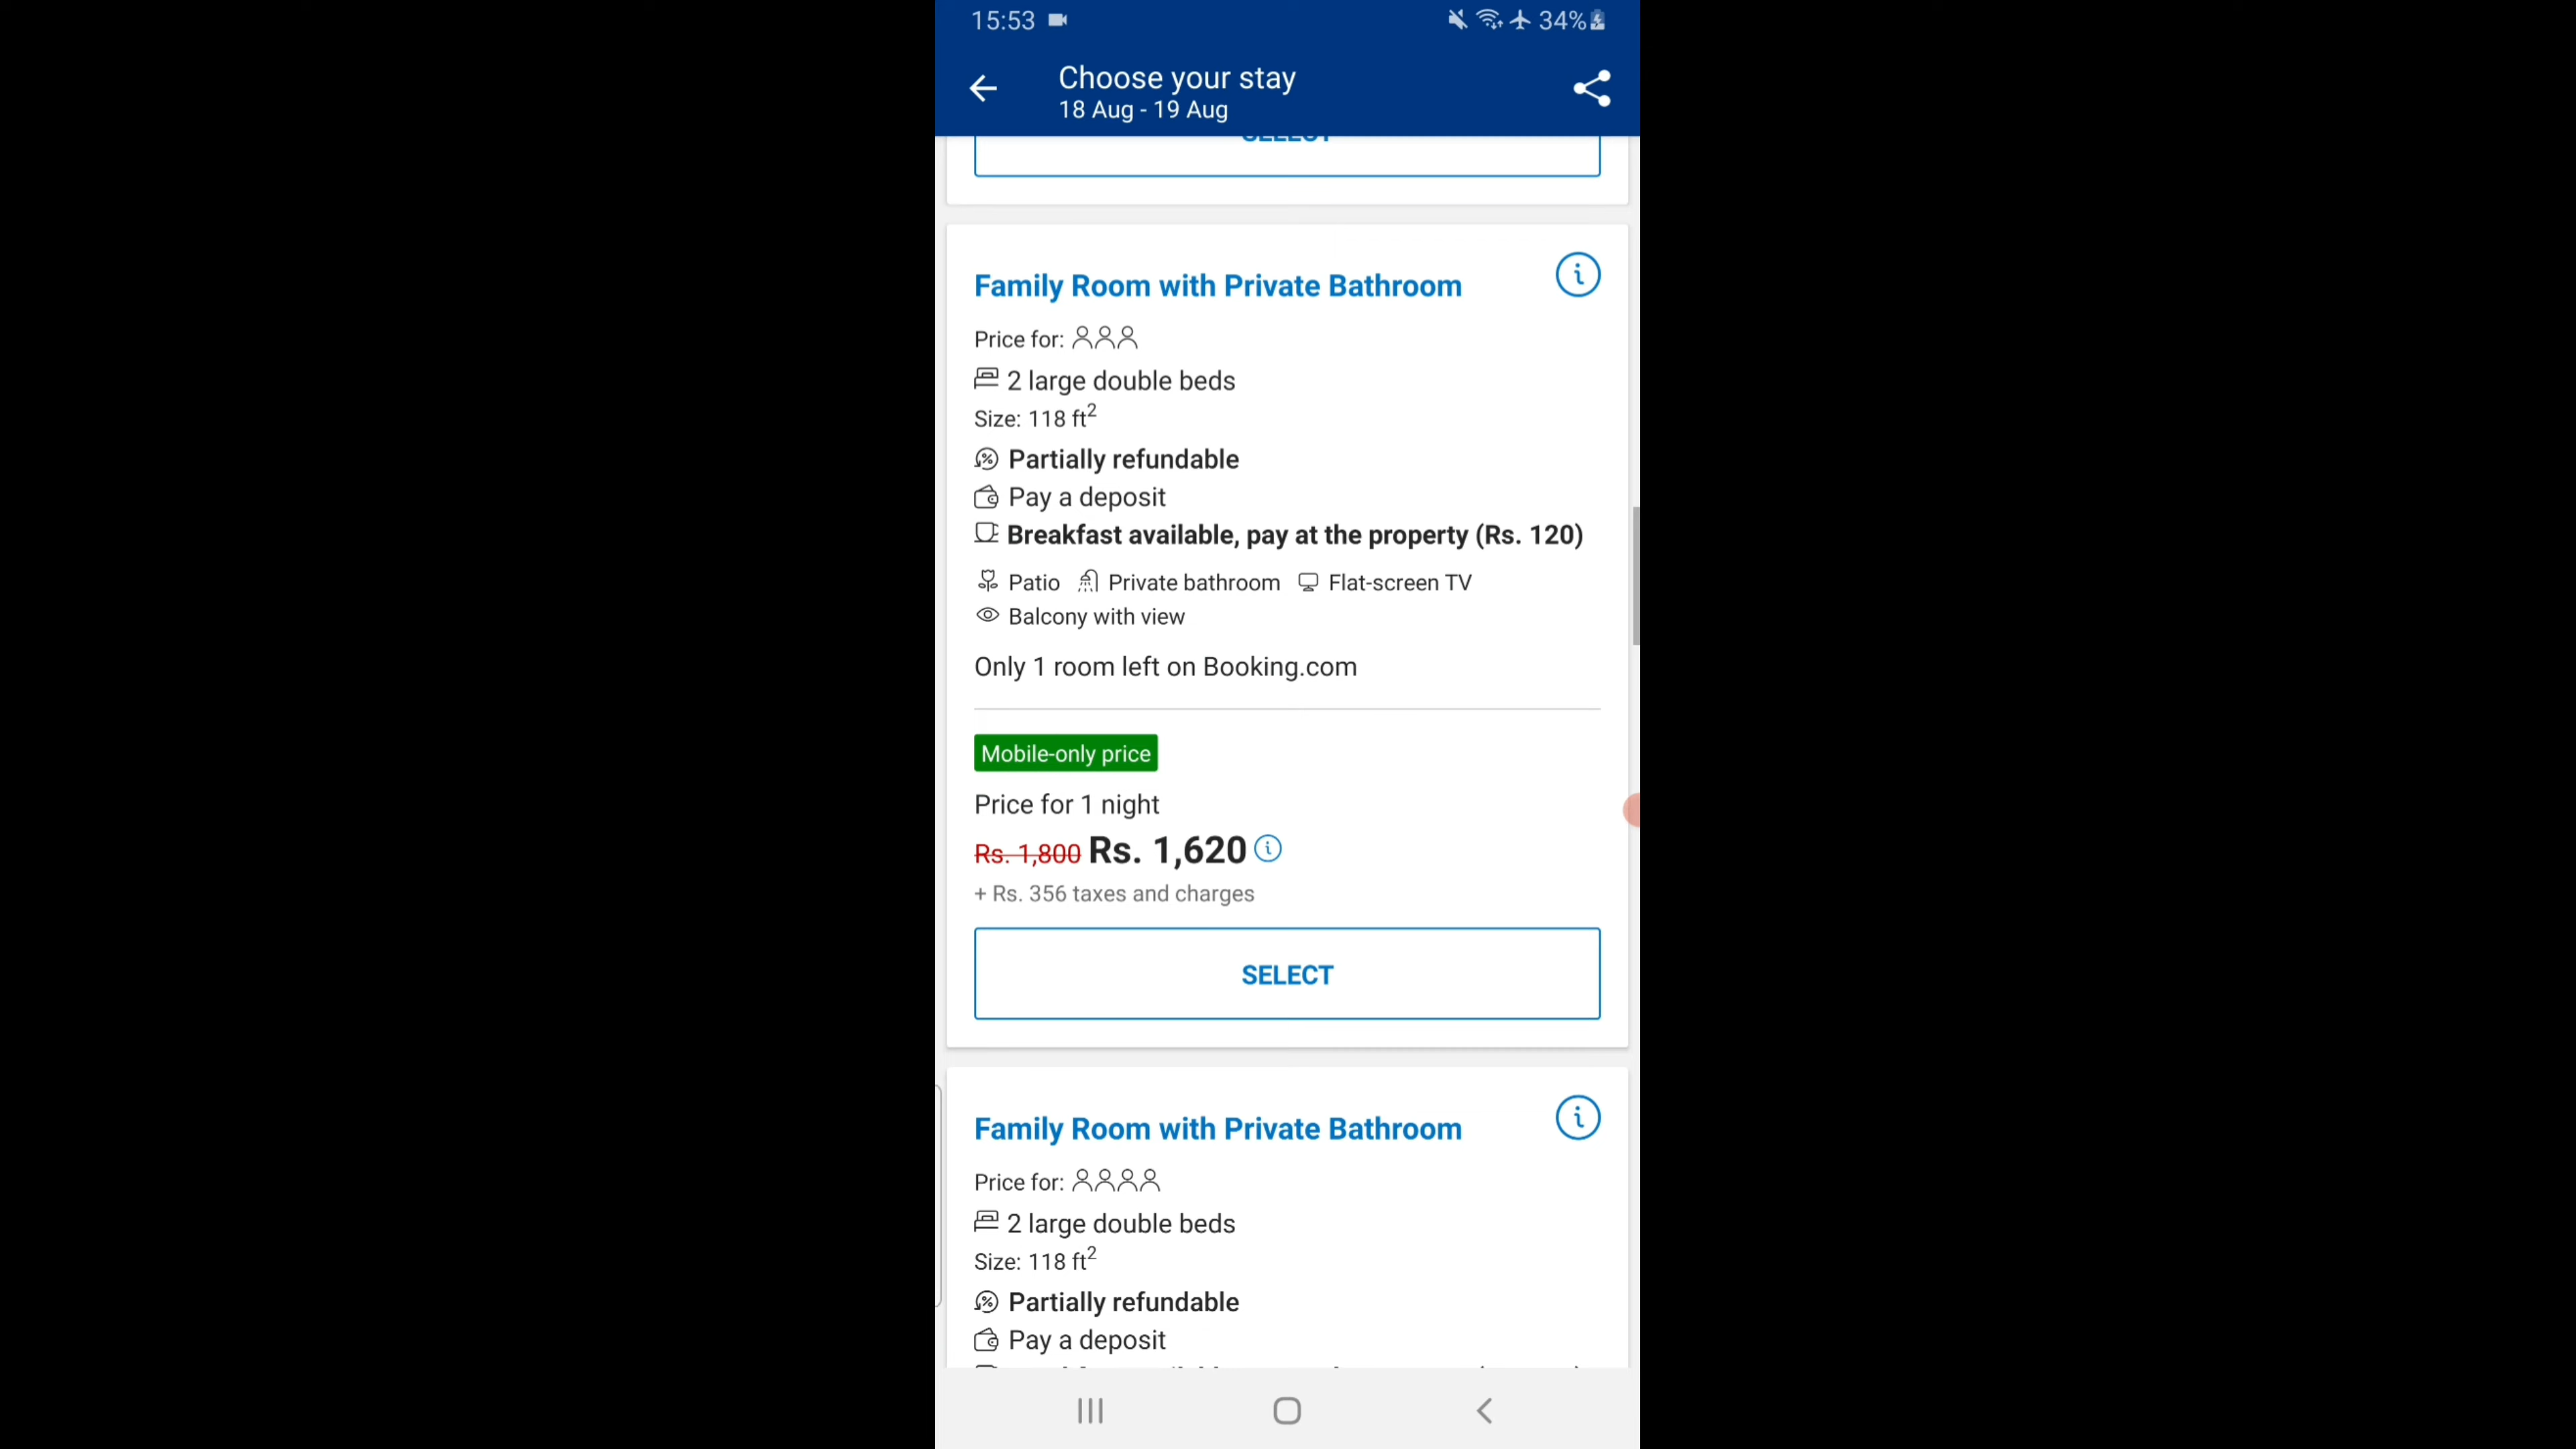 15:53
34%
Choose your stay
18 Aug - 19 Aug
SELECT
Family Room with Private Bathroom
Price for:
2 large double beds
Size: 118 ft²
Partially refundable
Pay a deposit
Breakfast available, pay at the property (Rs. 120)
Patio Private bathroom Flat-screen TV
Balcony with view
Only 1 room left on Booking.com
Mobile-only price
Price for 1 night
Rs. 1,800 Rs. 1,620
+ Rs. 356 taxes and charges
SELECT
Family Room with Private Bathroom
Price for:
2 large double beds
Size: 118 ft²
Partially refundable
Pay a deposit